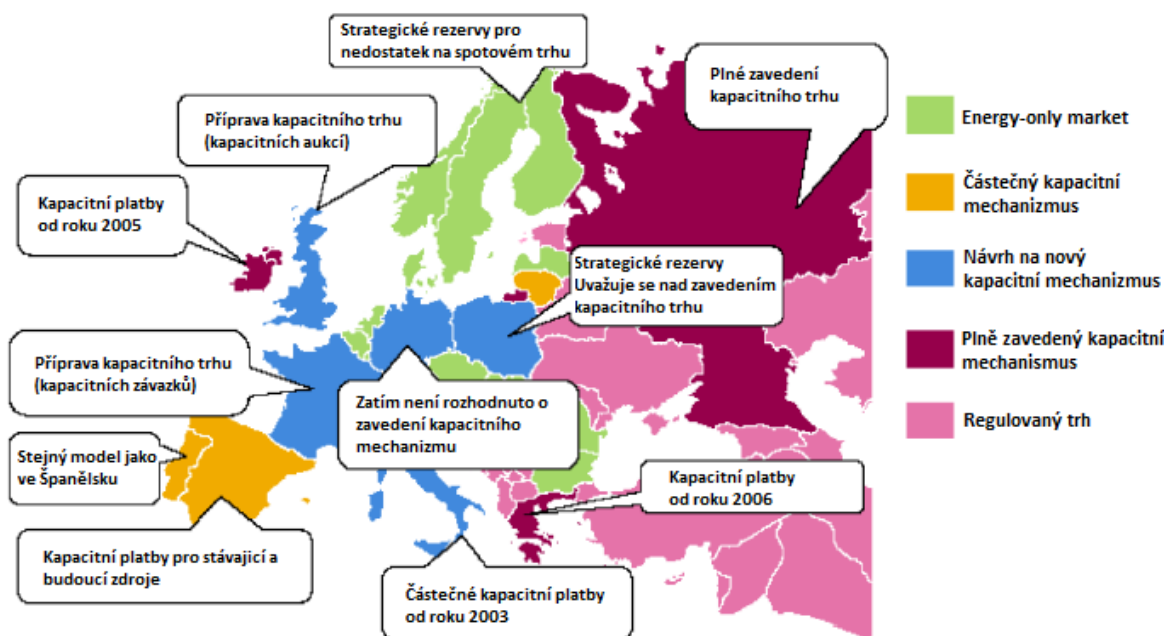 Strategické rezervy pro
nedostatek na spotovém trhu
Plné zavedení
kapacitního trhu
Příprava kapacitního trhu
(kapacitních aukcí)
Kapacitní platby
od roku 2005
Strategické rezervy
Uvažuje se nad zavedením
kapacitního trhu
Příprava kapacitního trhu
(kapacitních závazků)
Zatím není rozhodnuto o
zavedení kapacitního
mechanizmu
Stejný model jako
ve Španělsku
Kapacitní platby
od roku 2006
Kapacitní platby pro stávajicí a
budoucí zdroje
Částečné kapacitní platby
od roku 2003
Energy-only market
Částečný kapacitní
mechanizmus
Návrh na nový
kapacitní mechanizmus
Plně zavedený kapacitní
mechanismus
Regulovaný trh